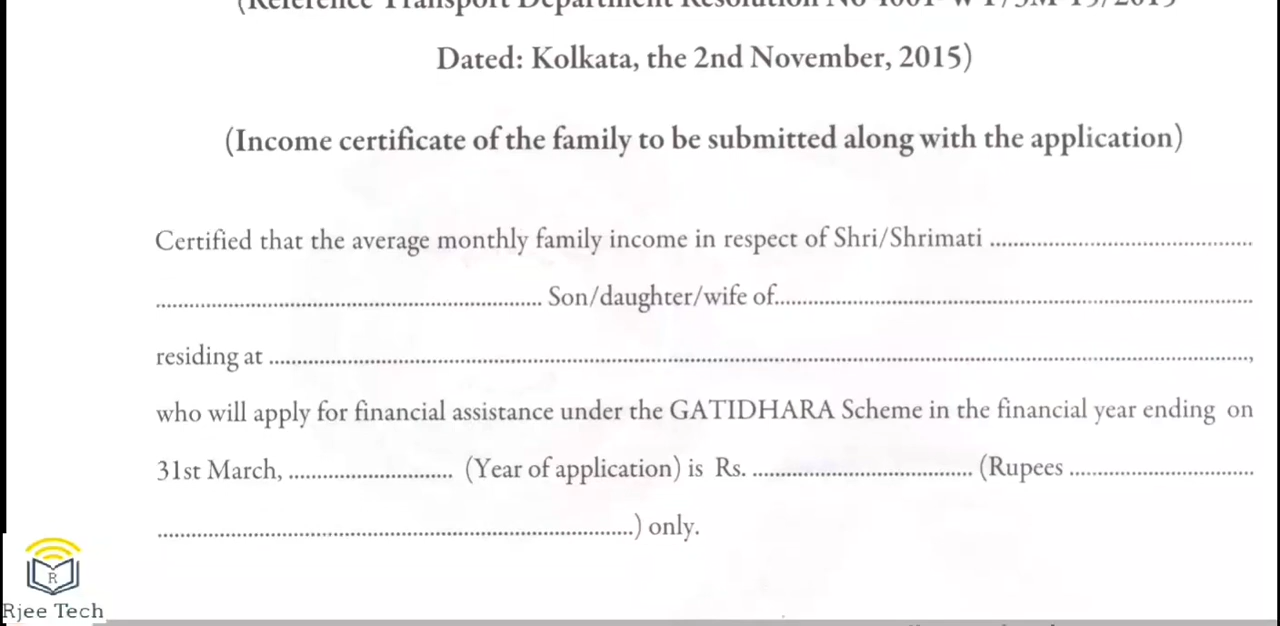 Dated: Kolkata, the 2nd November, 2015)
(Income certificate of the family to be submitted along with the application)
Certified that the average monthly family income in respect of Shri/Shrimati ................................................
...................................................................... Son/daughter/wife of.......................................................................................
residing at ...................................................................................................................................................................................,
who will apply for financial assistance under the GATIDHARA Scheme in the financial year ending on
31st March, .............................. (Year of application) is Rs. ........................................ (Rupees ..................................
.......................................................................................) only.
R
Rjee Tech